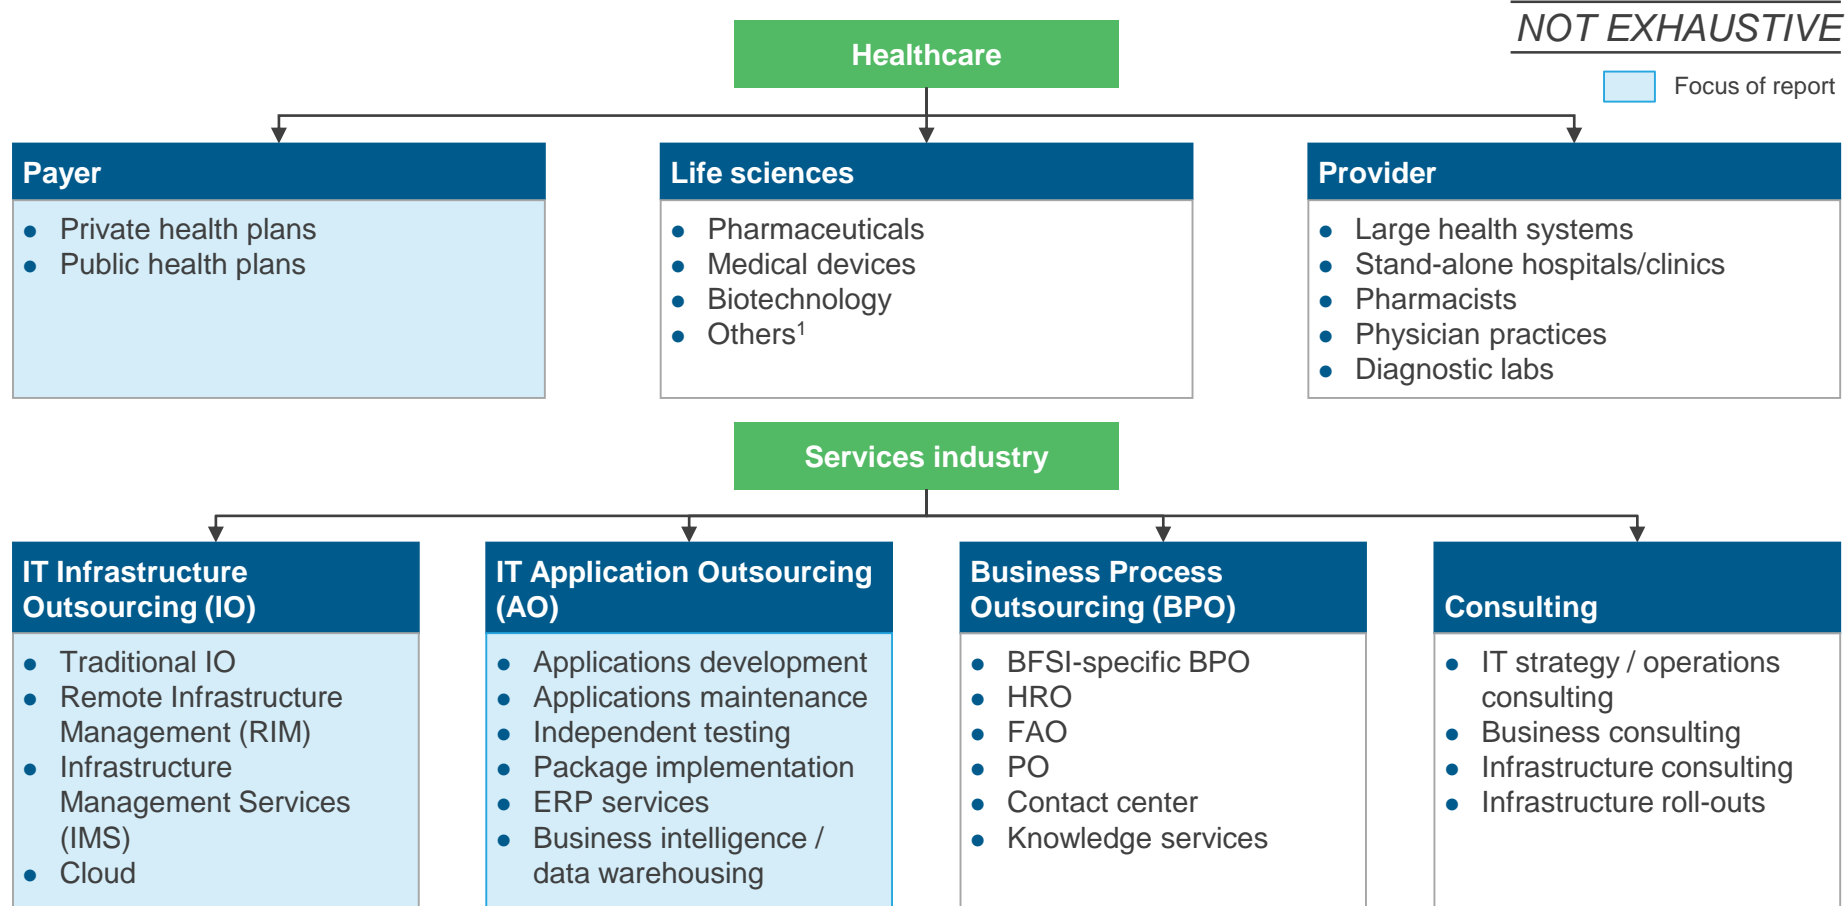 NOT EXHAUSTIVE
Focus of report
Healthcare
Payer
● Private health plans
● Public health plans
Life sciences
● Pharmaceuticals
● Medical devices
● Biotechnology
● Others¹
Provider
● Large health systems
● Stand-alone hospitals/clinics
● Pharmacists
● Physician practices
● Diagnostic labs
Services industry
IT Infrastructure
Outsourcing (IO)
● Traditional IO
● Remote Infrastructure
Management (RIM)
● Infrastructure
Management Services
(IMS)
● Cloud
IT Application Outsourcing
(AO)
● Applications development
● Applications maintenance
● Independent testing
● Package implementation
● ERP services
● Business intelligence /
data warehousing
Business Process
Outsourcing (BPO)
● BFSI-specific BPO
● HRO
● FAO
● PO
● Contact center
● Knowledge services
Consulting
● IT strategy / operations
consulting
● Business consulting
● Infrastructure consulting
● Infrastructure roll-outs